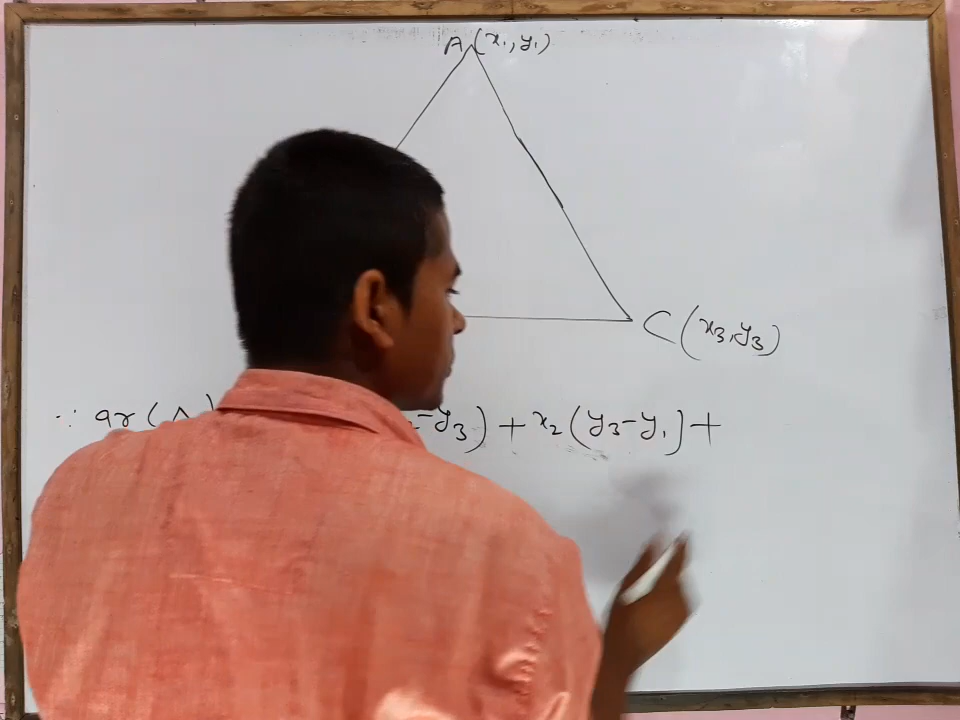 A (x₁, y₁)
C (x₃, y₃)
∵ ar (Δ) -y₃) + x₂ (y₃-y₁) +